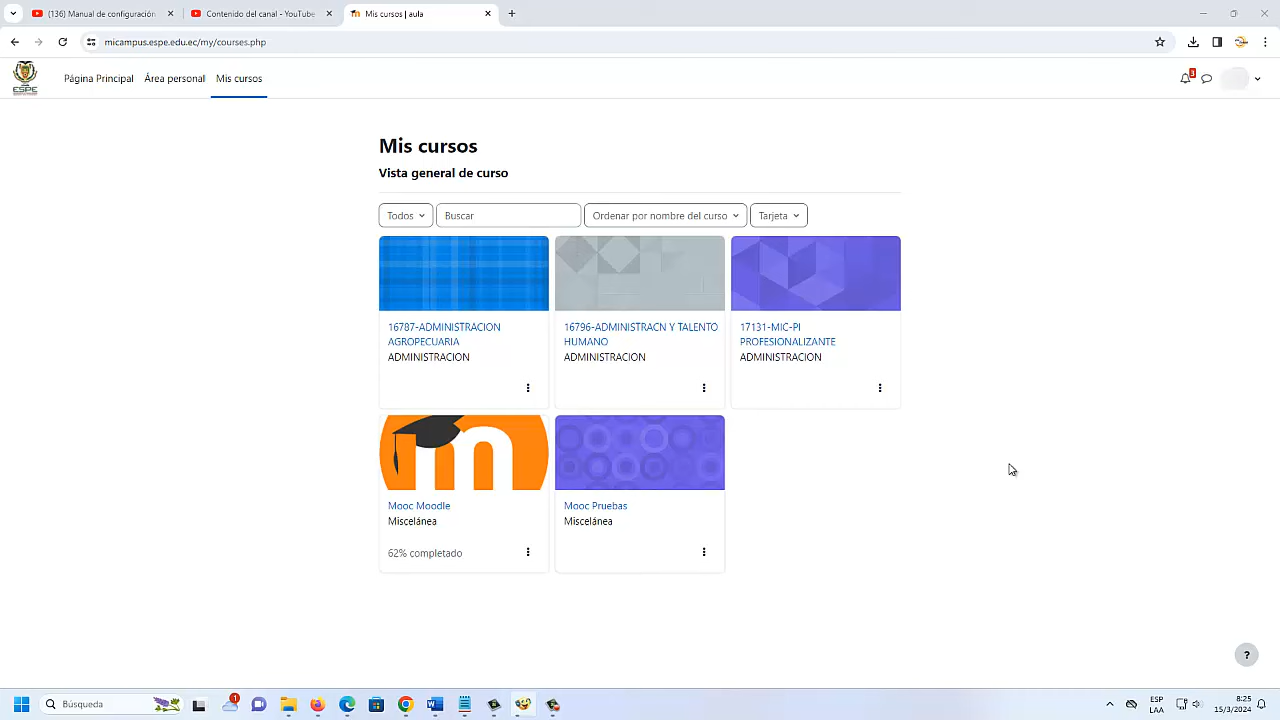 (136) Manual de configuración
Contenido del canal - YouTube
Mis cursos | aula
micampus.espe.edu.ec/my/courses.php
ESPE
Página Principal Área personal Mis cursos
3
Mis cursos
Vista general de curso
Todos Buscar Ordenar por nombre del curso Tarjeta
16787-ADMINISTRACION
AGROPECUARIA
ADMINISTRACION
16796-ADMINISTRACN Y TALENTO
HUMANO
ADMINISTRACION
17131-MIC-PI
PROFESIONALIZANTE
ADMINISTRACION
m
Mooc Moodle
Miscelánea
62% completado
Mooc Pruebas
Miscelánea
?
Búsqueda
1
ESP
LAA
8:25
15/3/2024